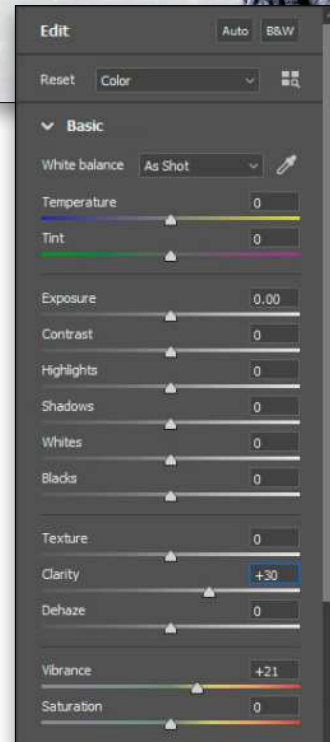 Edit Auto B&W
Reset Color
Basic
White balance As Shot
Temperature 0
Tint 0
Exposure 0.00
Contrast 0
Highlights 0
Shadows 0
Whites 0
Blacks 0
Texture 0
Clarity +30
Dehaze 0
Vibrance +21
Saturation 0